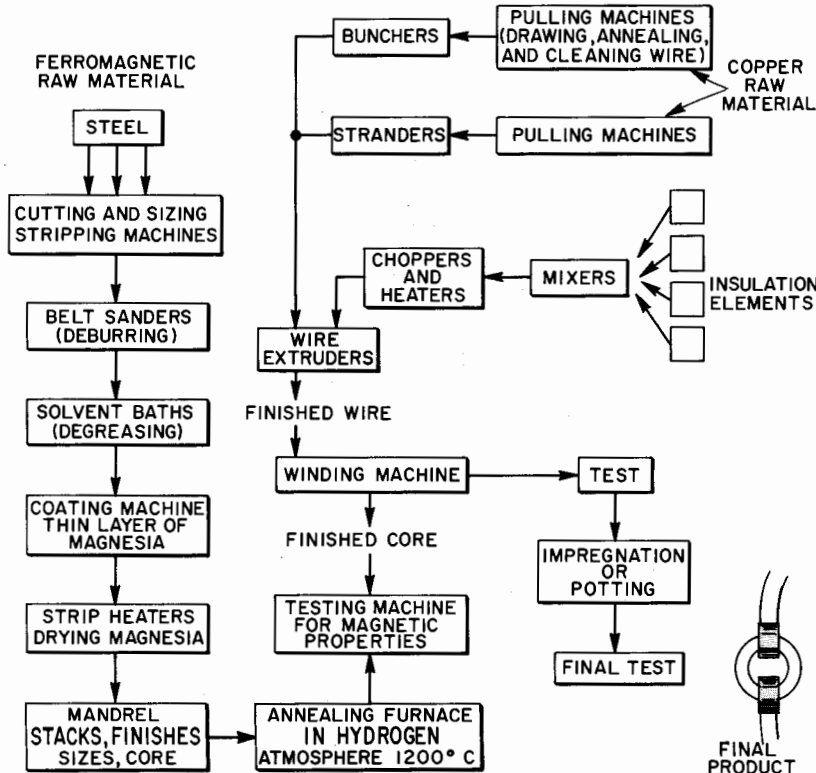 FERROMAGNETIC
RAW MATERIAL
STEEL
CUTTING AND SIZING
STRIPPING MACHINES
BELT SANDERS
(DEBURRING)
SOLVENT BATHS
(DEGREASING)
COATING MACHINE
THIN LAYER OF
MAGNESIA
STRIP HEATERS
DRYING MAGNESIA
MANDREL
STACKS, FINISHES
SIZES, CORE
ANNEALING FURNACE
IN HYDROGEN
ATMOSPHERE 1200° C
BUNCHERS
PULLING MACHINES
(DRAWING, ANNEALING,
AND CLEANING WIRE)
COPPER
RAW
MATERIAL
STRANDERS
PULLING MACHINES
CHOPPERS
AND
HEATERS
MIXERS
INSULATION
ELEMENTS
WIRE
EXTRUDERS
FINISHED WIRE
WINDING MACHINE
FINISHED CORE
TESTING MACHINE
FOR MAGNETIC
PROPERTIES
TEST
IMPREGNATION
OR
POTTING
FINAL TEST
FINAL
PRODUCT